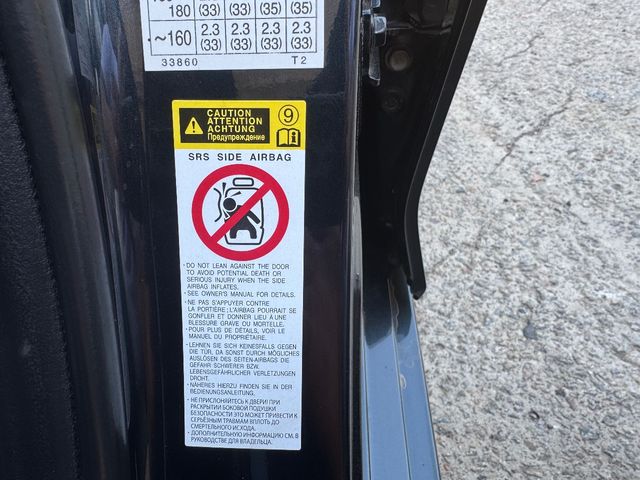 180 (33) (33) (35) (35)
~160 2.3 2.3 2.3 2.3
(33) (33) (33) (33)
33860 T2
CAUTION
ATTENTION
ACHTUNG
Предупреждение
9
SRS SIDE AIRBAG
· DO NOT LEAN AGAINST THE DOOR
TO AVOID POTENTIAL DEATH OR
SERIOUS INJURY WHEN THE SIDE
AIRBAG INFLATES.
· SEE OWNER'S MANUAL FOR DETAILS.
· NE PAS S'APPUYER CONTRE
LA PORTIÈRE; L'AIRBAG POURRAIT SE
GONFLER ET DONNER LIEU À UNE
BLESSURE GRAVE OU MORTELLE.
· POUR PLUS DE DÉTAILS, VOIR LE
MANUEL DU PROPRIÉTAIRE.
· LEHNEN SIE SICH KEINESFALLS GEGEN
DIE TÜR, DA SONST DURCH MÖGLICHES
AUSLÖSEN DES SEITEN-AIRBAGS DIE
GEFAHR SCHWERER BZW.
LEBENSGEFÄHRLICHER VERLETZUNGEN
DROHT.
· NÄHERES HIERZU FINDEN SIE IN DER
BEDIENUNGSANLEITUNG.
· НЕ ПРИСЛОНЯЙТЕСЬ К ДВЕРИ! ПРИ
РАСКРЫТИИ БОКОВОЙ ПОДУШКИ
БЕЗОПАСНОСТИ ЭТО МОЖЕТ ПРИВЕСТИ К
СЕРЬЁЗНЫМ ТРАВМАМ ВПЛОТЬ ДО
СМЕРТЕЛЬНОГО ИСХОДА.
· ДОПОЛНИТЕЛЬНУЮ ИНФОРМАЦИЮ СМ. В
РУКОВОДСТВЕ ДЛЯ ВЛАДЕЛЬЦА.